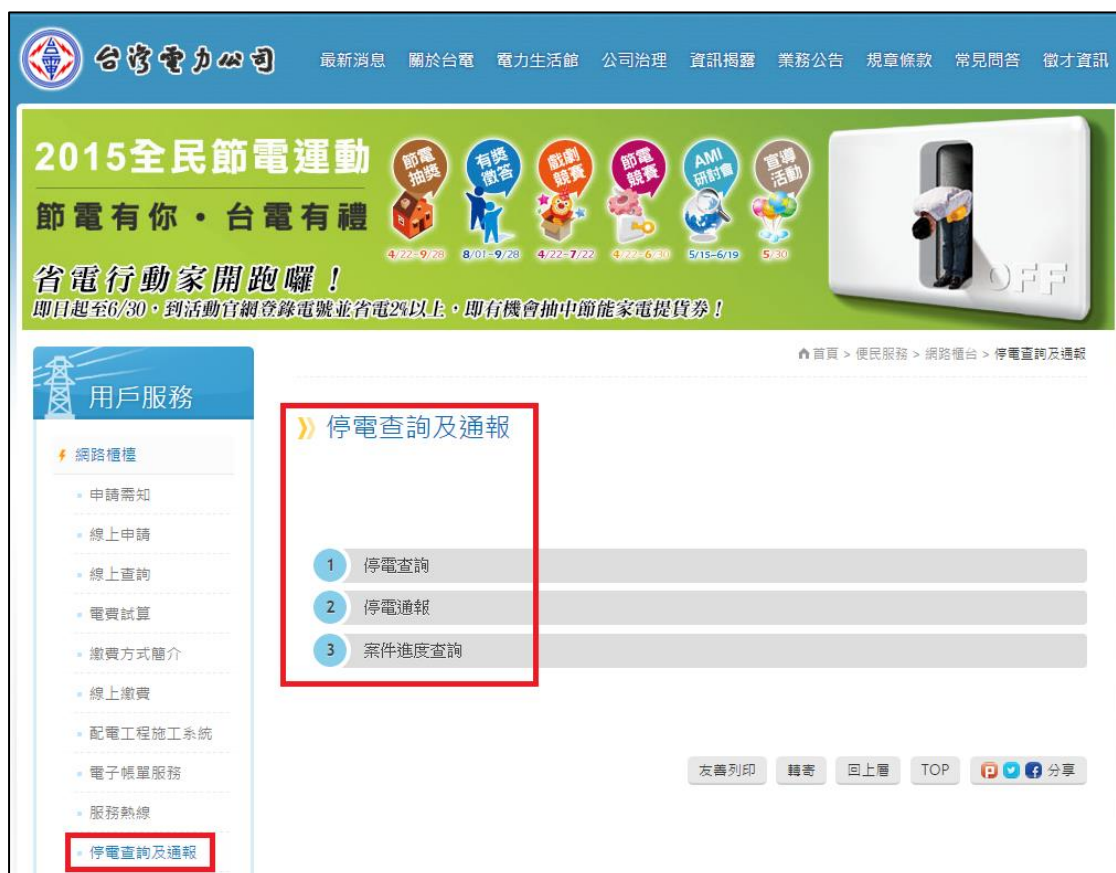 台灣電力公司
最新消息 關於台電 電力生活館 公司治理 資訊揭露 業務公告 規章條款 常見問答 徵才資訊
2015全民節電運動
節電有你・台電有禮
節電抽獎
有獎徵答
戲劇競賽
節電競賽
AMI研討會
宣導活動
4/22-9/28 8/01-9/28 4/22-7/22 4/22-6/30 5/15-6/19 5/30
省電行動家開跑囉！
即日起至6/30，到活動官網登錄電號並省電2%以上，即有機會抽中節能家電提貨券！
OFF
首頁 > 便民服務 > 網路櫃台 > 停電查詢及通報
用戶服務
網路櫃檯
申請需知
線上申請
線上查詢
電費試算
繳費方式簡介
線上繳費
配電工程施工系統
電子帳單服務
服務熱線
停電查詢及通報
停電查詢及通報
1 停電查詢
2 停電通報
3 案件進度查詢
友善列印 轉寄 回上層 TOP 分享